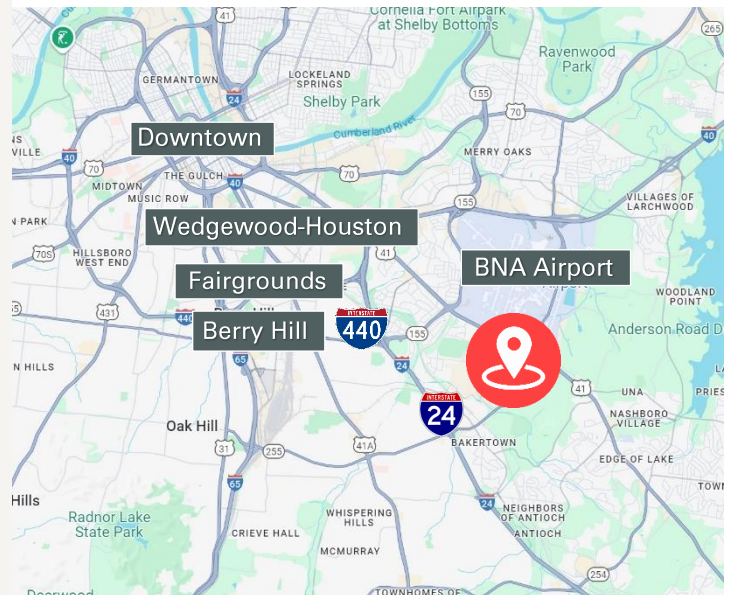 Cornelia Fort Airpark
at Shelby Bottoms
41
265
Ravenwood
Park
GERMANTOWN
LOCKELAND
SPRINGS
24
155
Shelby Park
70
Cumberland River
40
Downtown
40
VILLE
70
MERRY OAKS
THE GULCH
40
70
MIDTOWN
MUSIC ROW
155
VILLAGES OF
LARCHWOOD
N PARK
Wedgewood-Houston
70S
HILLSBORO
WEST END
41
BNA Airport
Fairgrounds
WOODLAND
POINT
431
440
INTERSTATE
440
Berry Hill
155
Anderson Road D
65
24
N HILLS
41
UNA
PRIES
INTERSTATE
24
NASHBORO
VILLAGE
Oak Hill
31
255
41A
BAKERTOWN
EDGE OF LAKE
65
TOWN
Hills
24
Radnor Lake
State Park
WHISPERING
HILLS
NEIGHBORS
OF ANTIOCH
CRIEVE HALL
ANTIOCH
MCMURRAY
254
TOWNHOMES OF